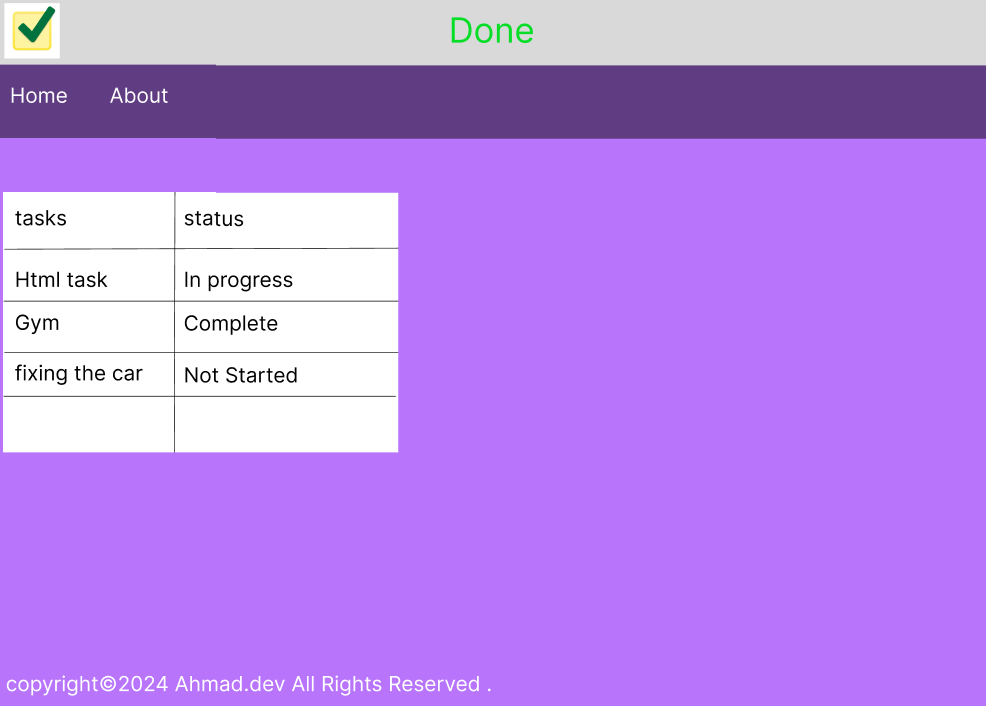 Done
Home About
tasks status
Html task In progress
Gym Complete
fixing the car Not Started
copyright©2024 Ahmad.dev All Rights Reserved .